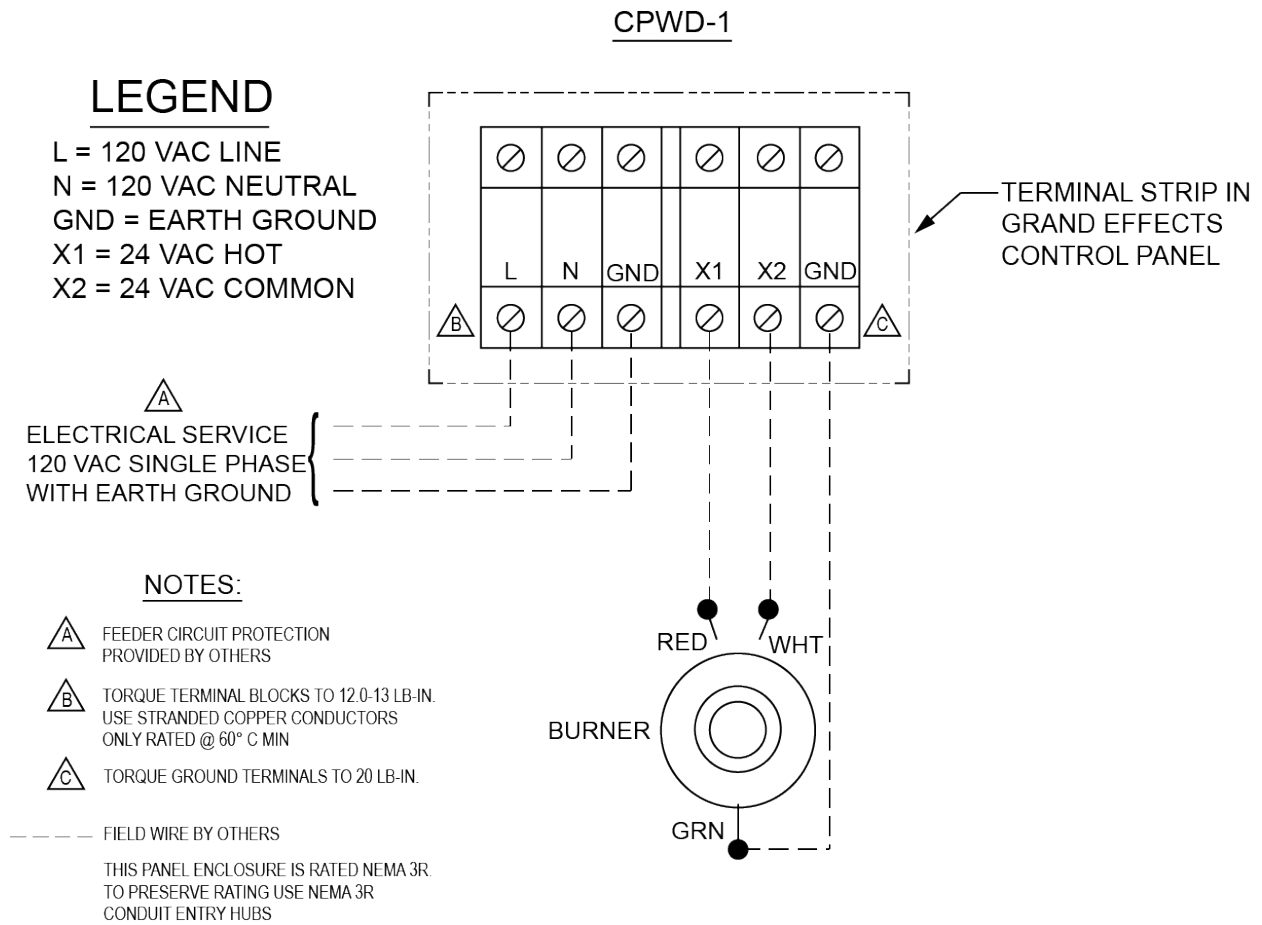 CPWD-1
LEGEND
L = 120 VAC LINE
N = 120 VAC NEUTRAL
GND = EARTH GROUND
X1 = 24 VAC HOT
X2 = 24 VAC COMMON
TERMINAL STRIP IN
GRAND EFFECTS
CONTROL PANEL
L N GND X1 X2 GND
B
C
A
ELECTRICAL SERVICE
120 VAC SINGLE PHASE
WITH EARTH GROUND
RED
WHT
BURNER
GRN
NOTES:
A FEEDER CIRCUIT PROTECTION
PROVIDED BY OTHERS
B TORQUE TERMINAL BLOCKS TO 12.0-13 LB-IN.
USE STRANDED COPPER CONDUCTORS
ONLY RATED @ 60° C MIN
C TORQUE GROUND TERMINALS TO 20 LB-IN.
FIELD WIRE BY OTHERS
THIS PANEL ENCLOSURE IS RATED NEMA 3R.
TO PRESERVE RATING USE NEMA 3R
CONDUIT ENTRY HUBS